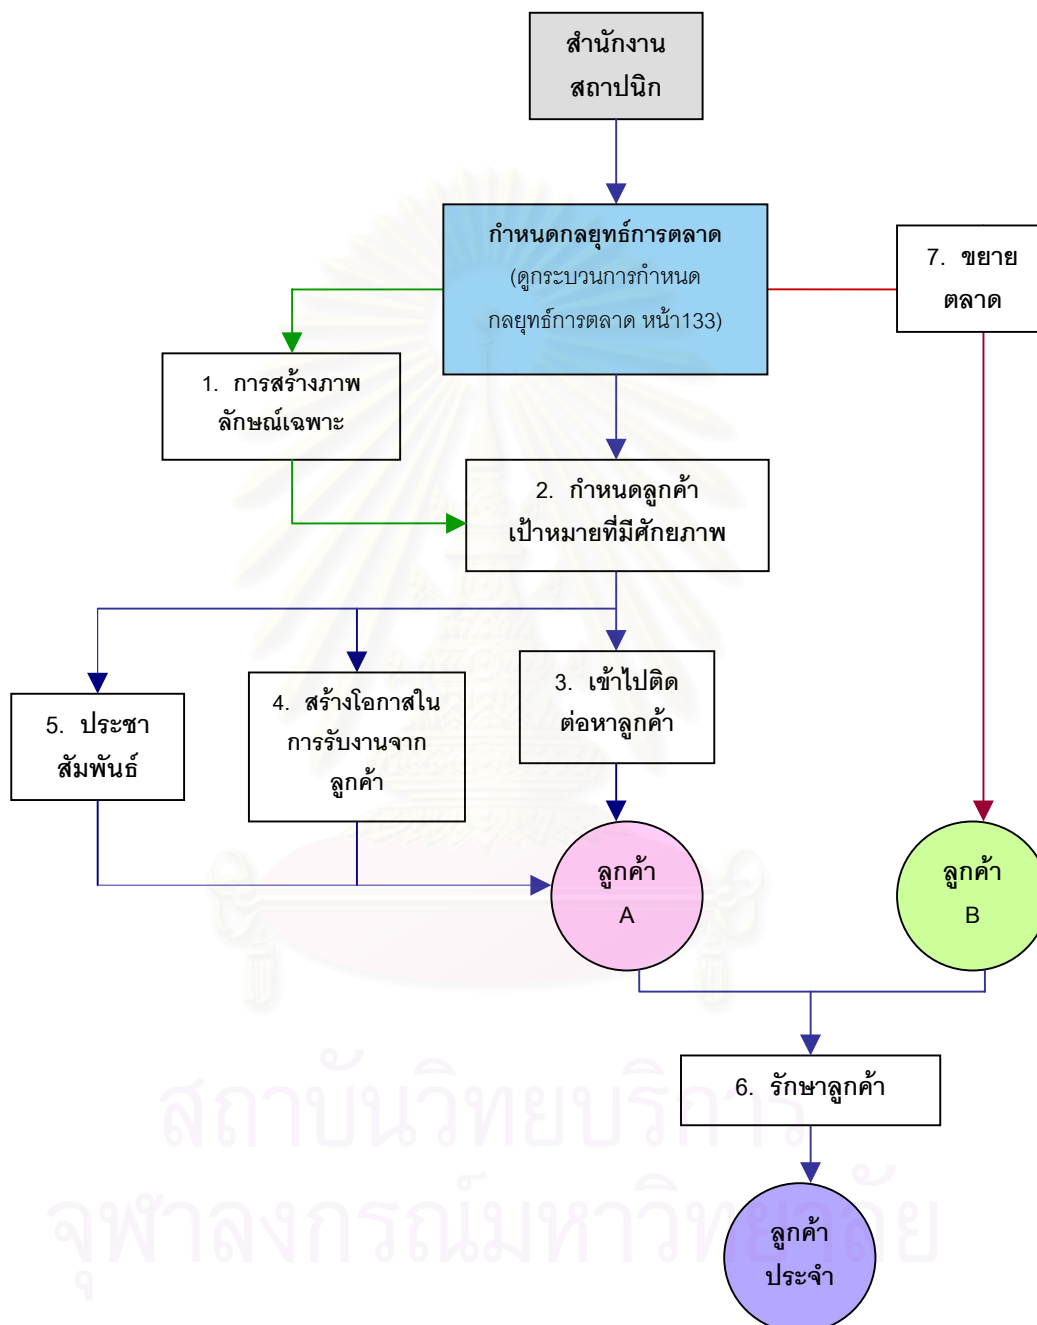 สำนักงาน
สถาปนิก
กำหนดกลยุทธ์การตลาด
(ดูกระบวนการกำหนด
กลยุทธ์การตลาด หน้า133)
7. ขยาย
ตลาด
1. การสร้างภาพ
ลักษณ์เฉพาะ
2. กำหนดลูกค้า
เป้าหมายที่มีศักยภาพ
3. เข้าไปติด
ต่อหาลูกค้า
4. สร้างโอกาสใน
การรับงานจาก
ลูกค้า
5. ประชา
สัมพันธ์
ลูกค้า
A
ลูกค้า
B
6. รักษาลูกค้า
ลูกค้า
ประจำ
สถาบันวิทยบริการ
จุฬาลงกรณ์มหาวิทยาลัย